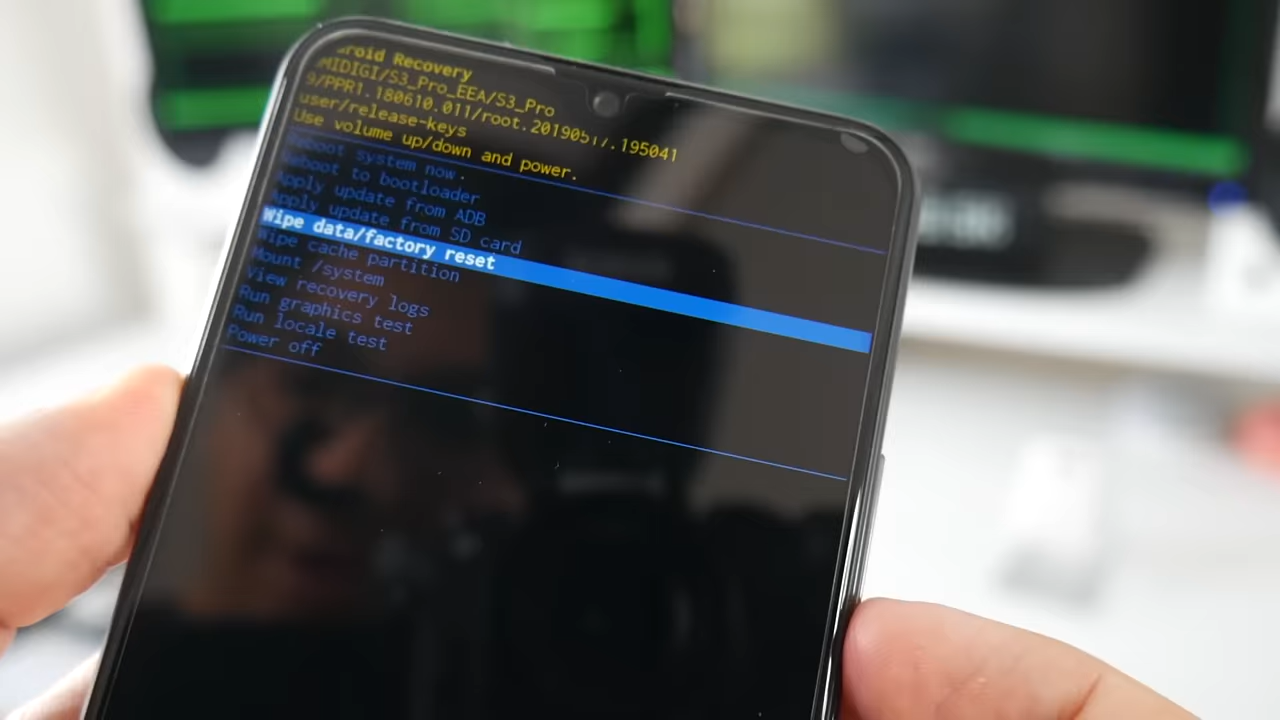 Android Recovery
UMIDIGI/S3_Pro_EEA/S3_Pro
9/PPR1.180610.011/root.20190517.195041
user/release-keys
Use volume up/down and power.
Reboot system now
Reboot to bootloader
Apply update from ADB
Apply update from SD card
Wipe data/factory reset
Wipe cache partition
Mount /system
View recovery logs
Run graphics test
Run locale test
Power off